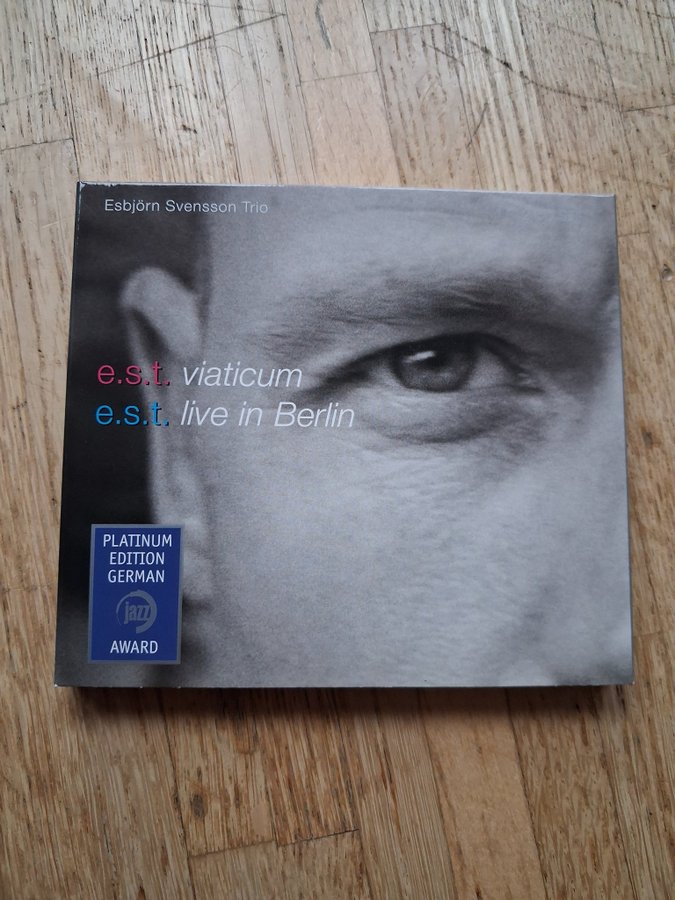 Esbjörn Svensson Trio
e.s.t. viaticum
e.s.t. live in Berlin
PLATINUM
EDITION
GERMAN
jazz
AWARD